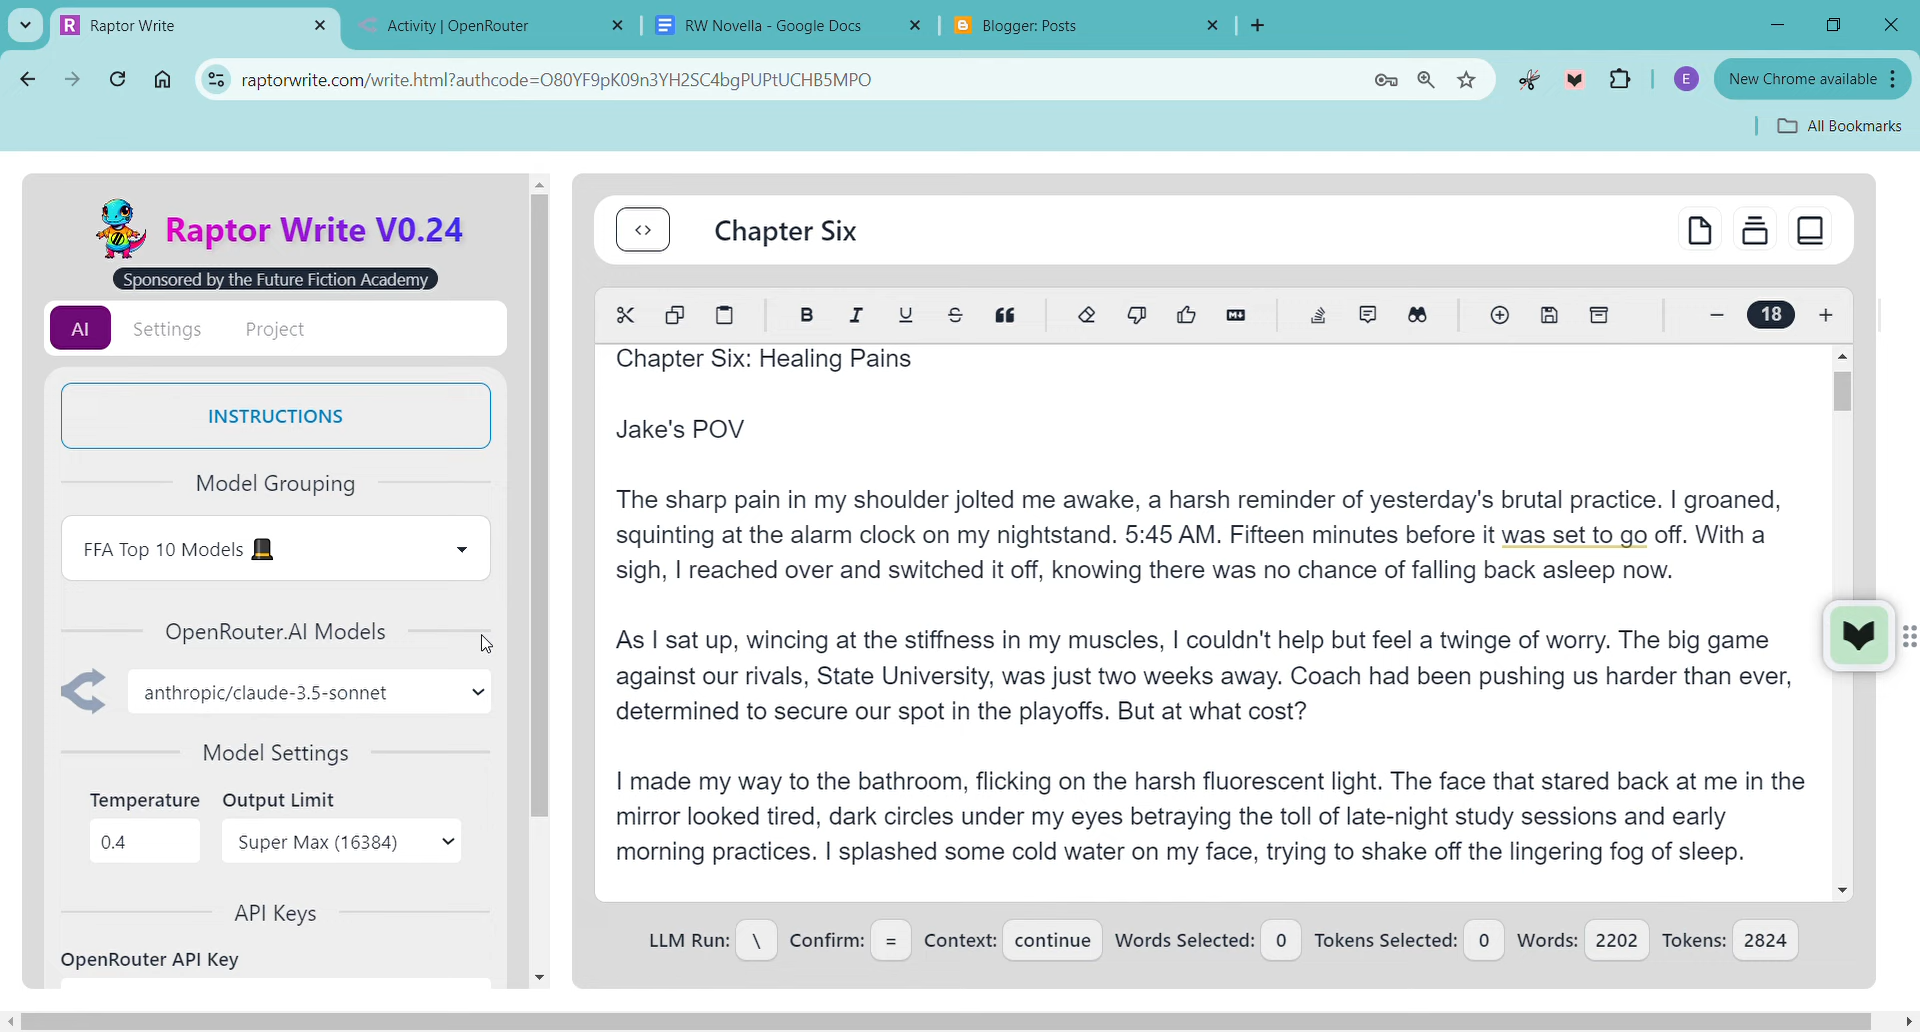 Raptor Write
Activity | OpenRouter
RW Novella - Google Docs
Blogger: Posts
raptorwrite.com/write.html?authcode=O80YF9pK09n3YH2SC4bgPUPtUCHB5MPO
E
New Chrome available
All Bookmarks
Raptor Write V0.24
Sponsored by the Future Fiction Academy
AI Settings Project
INSTRUCTIONS
Model Grouping
FFA Top 10 Models
OpenRouter.AI Models
anthropic/claude-3.5-sonnet
Model Settings
Temperature Output Limit
0.4 Super Max (16384)
API Keys
OpenRouter API Key
<> Chapter Six
18
Chapter Six: Healing Pains
Jake's POV
The sharp pain in my shoulder jolted me awake, a harsh reminder of yesterday's brutal practice. I groaned,
squinting at the alarm clock on my nightstand. 5:45 AM. Fifteen minutes before it was set to go off. With a
sigh, I reached over and switched it off, knowing there was no chance of falling back asleep now.
As I sat up, wincing at the stiffness in my muscles, I couldn't help but feel a twinge of worry. The big game
against our rivals, State University, was just two weeks away. Coach had been pushing us harder than ever,
determined to secure our spot in the playoffs. But at what cost?
I made my way to the bathroom, flicking on the harsh fluorescent light. The face that stared back at me in the
mirror looked tired, dark circles under my eyes betraying the toll of late-night study sessions and early
morning practices. I splashed some cold water on my face, trying to shake off the lingering fog of sleep.
LLM Run: \ Confirm: = Context: continue Words Selected: 0 Tokens Selected: 0 Words: 2202 Tokens: 2824